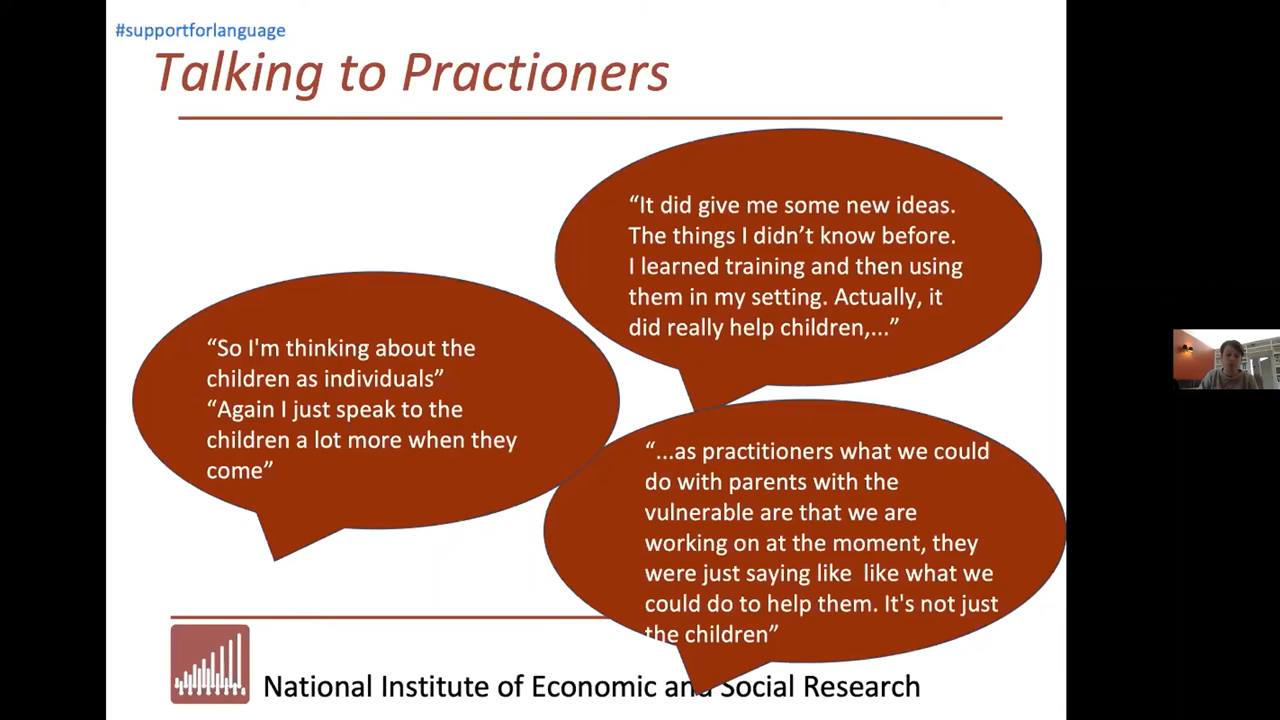 #supportforlanguage
Talking to Practioners
“It did give me some new ideas.
The things I didn’t know before.
I learned training and then using
them in my setting. Actually, it
did really help children,...”
“So I'm thinking about the
children as individuals”
“Again I just speak to the
children a lot more when they
come”
“...as practitioners what we could
do with parents with the
vulnerable are that we are
working on at the moment, they
were just saying like  like what we
could do to help them. It's not just
the children”
National Institute of Economic and Social Research